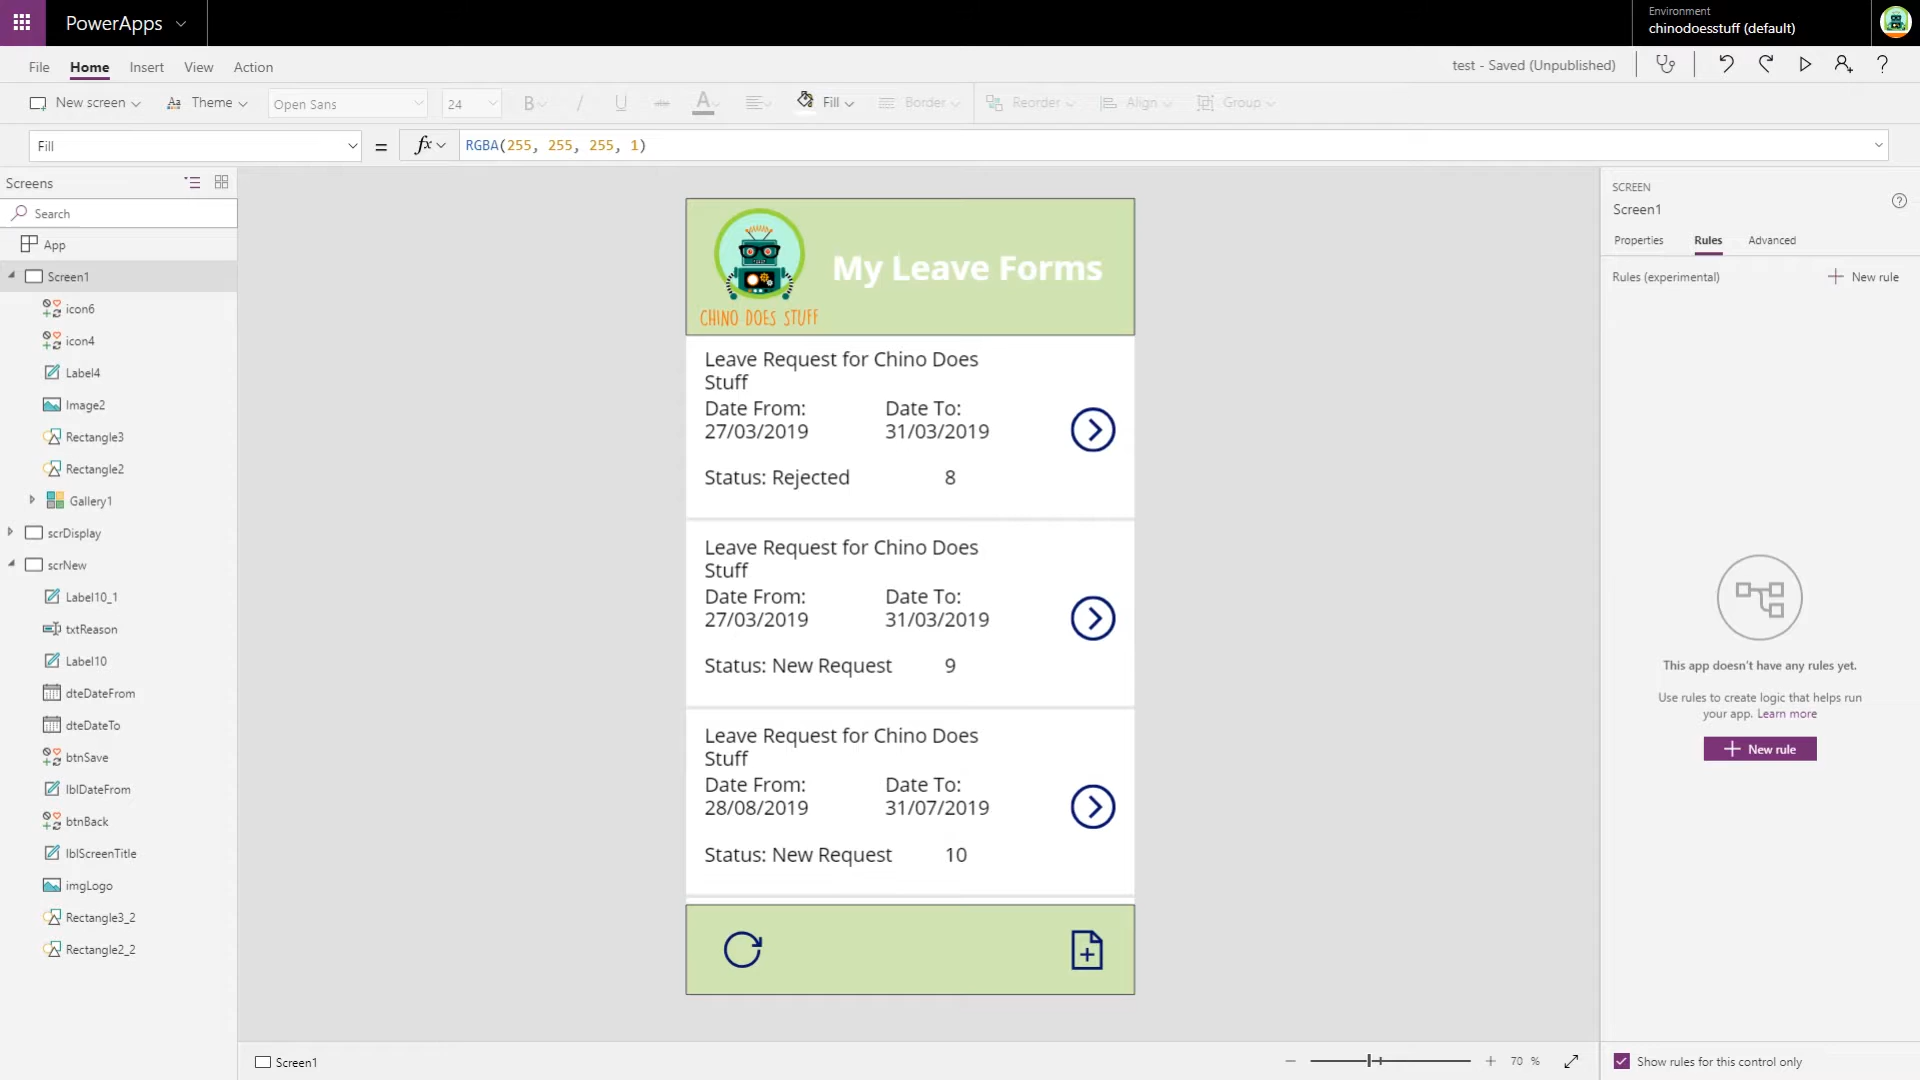 PowerApps
Environment
chinodoesstuff (default)
File Home Insert View Action
test - Saved (Unpublished)
New screen Theme Open Sans 24 B / U abc A Fill Border Reorder Align Group
Fill = fx RGBA(255, 255, 255, 1)
Screens
Search
App
Screen1
icon6
icon4
Label4
Image2
Rectangle3
Rectangle2
Gallery1
scrDisplay
scrNew
Label10_1
txtReason
Label10
dteDateFrom
dteDateTo
btnSave
lblDateFrom
btnBack
lblScreenTitle
imgLogo
Rectangle3_2
Rectangle2_2
My Leave Forms
CHINO DOES STUFF
Leave Request for Chino Does
Stuff
Date From: Date To:
27/03/2019 31/03/2019
Status: Rejected 8
Leave Request for Chino Does
Stuff
Date From: Date To:
27/03/2019 31/03/2019
Status: New Request 9
Leave Request for Chino Does
Stuff
Date From: Date To:
28/08/2019 31/07/2019
Status: New Request 10
Screen1
70 %
SCREEN
Screen1
Properties Rules Advanced
Rules (experimental) + New rule
This app doesn't have any rules yet.
Use rules to create logic that helps run
your app. Learn more
+ New rule
Show rules for this control only